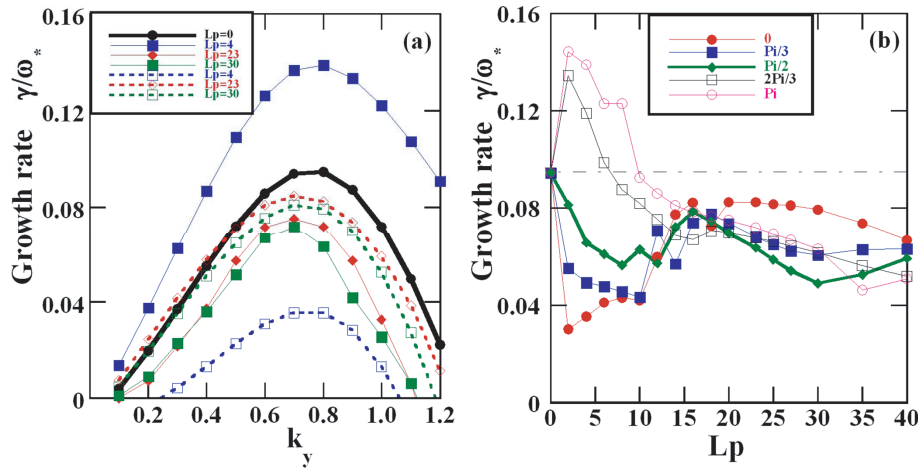 0.16
0.12
0.08
0.04
0
Growth rate γ/ω*
Lp=0
Lp=4
Lp=23
Lp=30
Lp=4
Lp=23
Lp=30
(a)
0.2 0.4 0.6 0.8 1.0 1.2
ky
0.16
0.12
0.08
0.04
0
Growth rate γ/ω*
0
Pi/3
Pi/2
2Pi/3
Pi
(b)
0 5 10 15 20 25 30 35 40
Lp